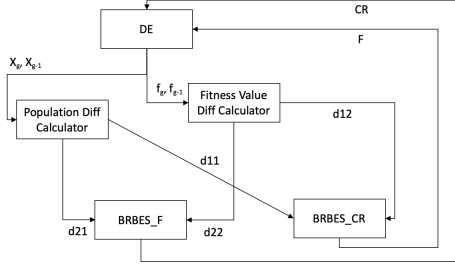 CR
DE
F
Xg, Xg-1
fg, fg-1
Fitness Value
Diff Calculator
Population Diff
Calculator
d12
d11
BRBES_F
BRBES_CR
d21
d22